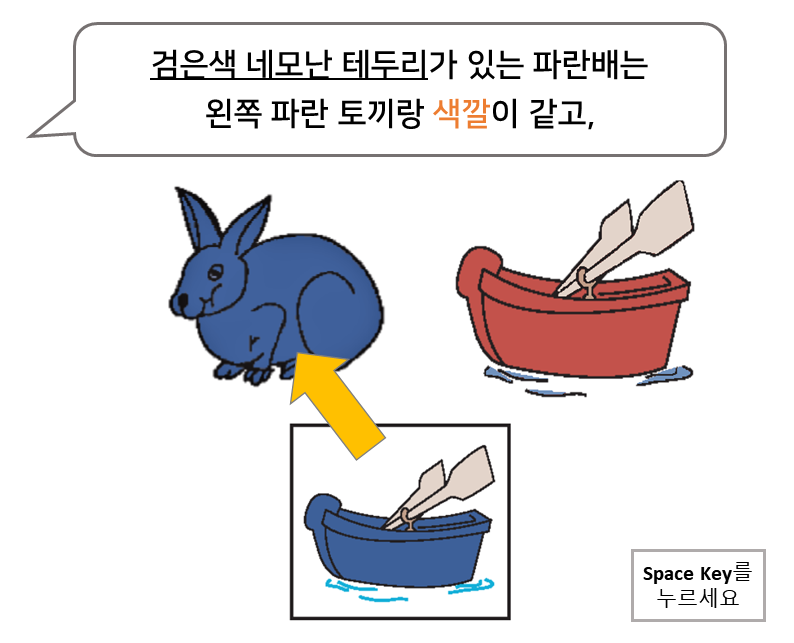 검은색 네모난 테두리가 있는 파란배는
왼쪽 파란 토끼랑 색깔이 같고,
Space Key를
누르세요